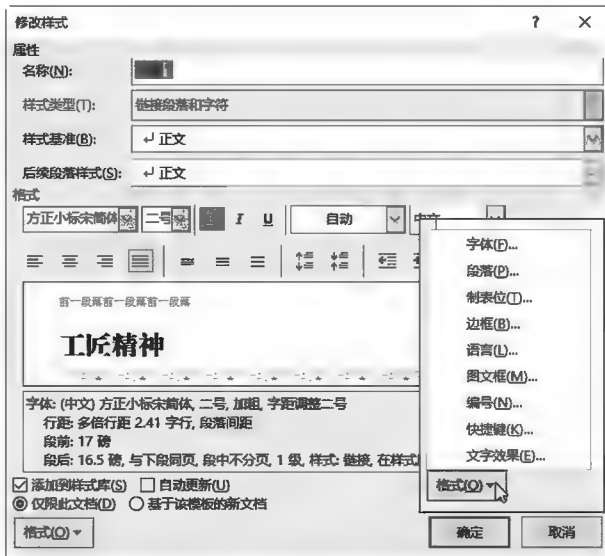 修改样式 ? ×
属性
名称(N):
样式类型(T): 链接段落和字符
样式基准(B): ↵ 正文
后续段落样式(S): ↵ 正文
格式
方正小标宋简体 二号 I U 自动 中文
前一段落前一段落前一段落
工匠精神
字体: (中文) 方正小标宋简体, 二号, 加粗, 字距调整二号
行距: 多倍行距 2.41 字行, 段落间距
段前: 17 磅
段后: 16.5 磅, 与下段同页, 段中不分页, 1 级, 样式: 链接, 在样式
添加到样式库(S) 自动更新(U)
仅限此文档(D) 基于该模板的新文档
格式(O)
字体(F)...
段落(P)...
制表位(T)...
边框(B)...
语言(L)...
图文框(M)...
编号(N)...
快捷键(K)...
文字效果(E)...
格式(O)
确定 取消